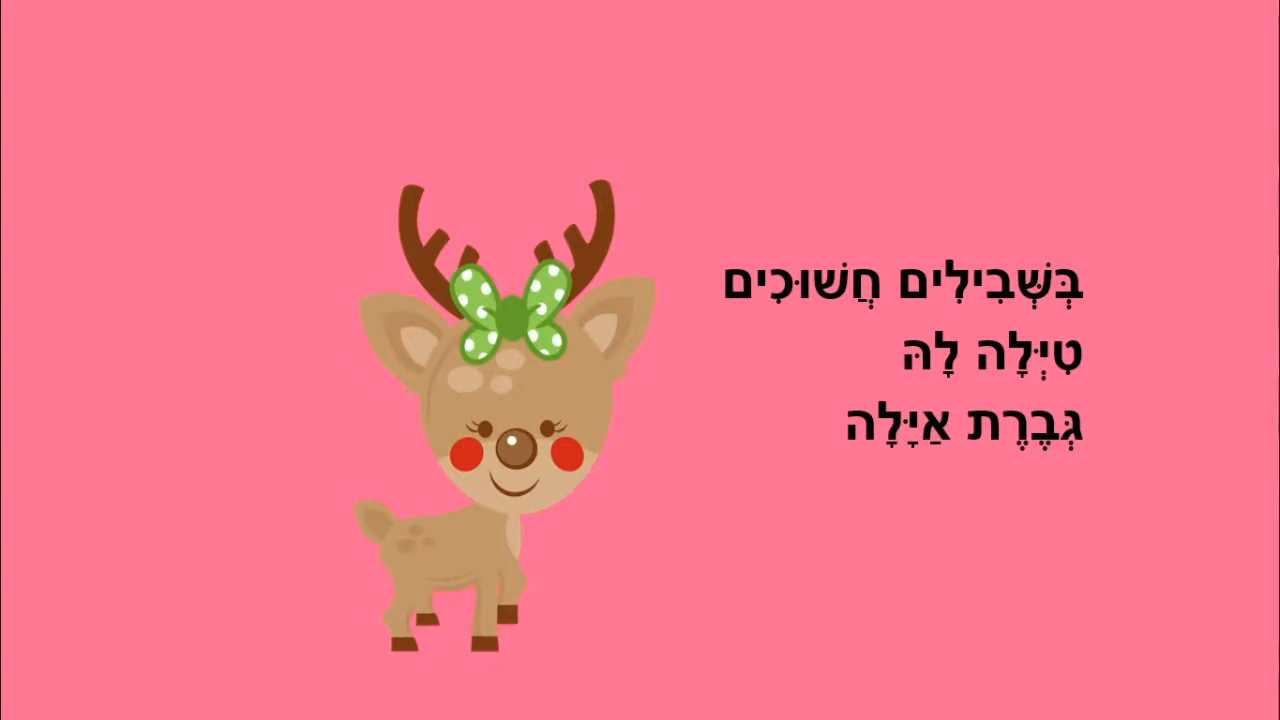 בְּשְׁבִילִים חֲשׁוּכִים
טִיְּלָה לָהּ
גְּבֶרֶת אַיָּלָה